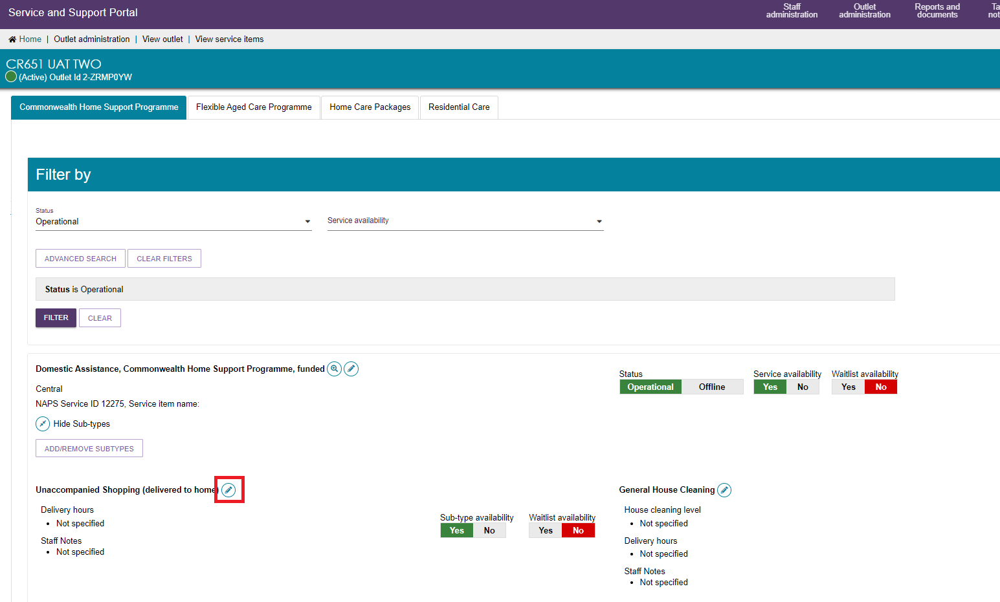 Service and Support Portal
Staff administration
Outlet administration
Reports and documents
Home | Outlet administration | View outlet | View service items
CR651 UAT TWO
(Active) Outlet Id 2-ZRMP0YW
Commonwealth Home Support Programme
Flexible Aged Care Programme
Home Care Packages
Residential Care
Filter by
Status
Operational
Service availability
ADVANCED SEARCH
CLEAR FILTERS
Status is Operational
FILTER
CLEAR
Domestic Assistance, Commonwealth Home Support Programme, funded
Central
NAPS Service ID 12275, Service item name:
Hide Sub-types
ADD/REMOVE SUBTYPES
Status
Operational Offline
Service availability
Yes No
Waitlist availability
Yes No
Unaccompanied Shopping (delivered to home)
Delivery hours
• Not specified
Staff Notes
• Not specified
Sub-type availability
Yes No
Waitlist availability
Yes No
General House Cleaning
House cleaning level
• Not specified
Delivery hours
• Not specified
Staff Notes
• Not specified